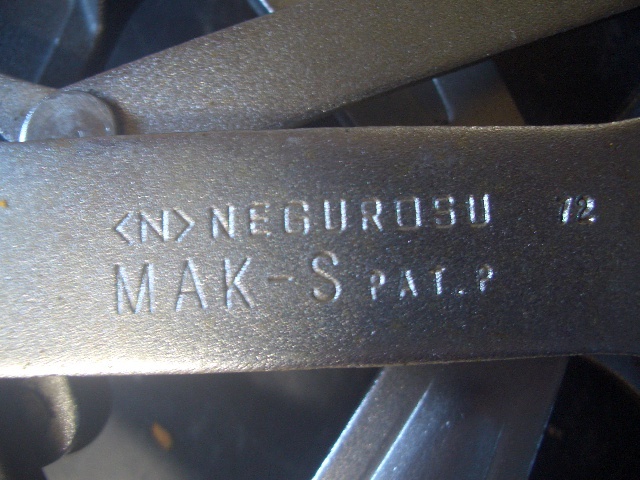 <N> NEGUROSU 72
MAK-S PAT.P